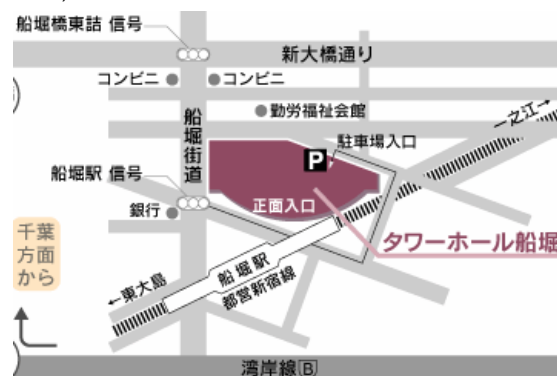 船堀橋東詰 信号
新大橋通り
コンビニ
コンビニ
船堀街道
勤労福祉会館
一之江→
駐車場入口
P
船堀駅 信号
正面入口
銀行
タワーホール船堀
千葉
方面
から
船堀駅
←東大島
都営新宿線
湾岸線B